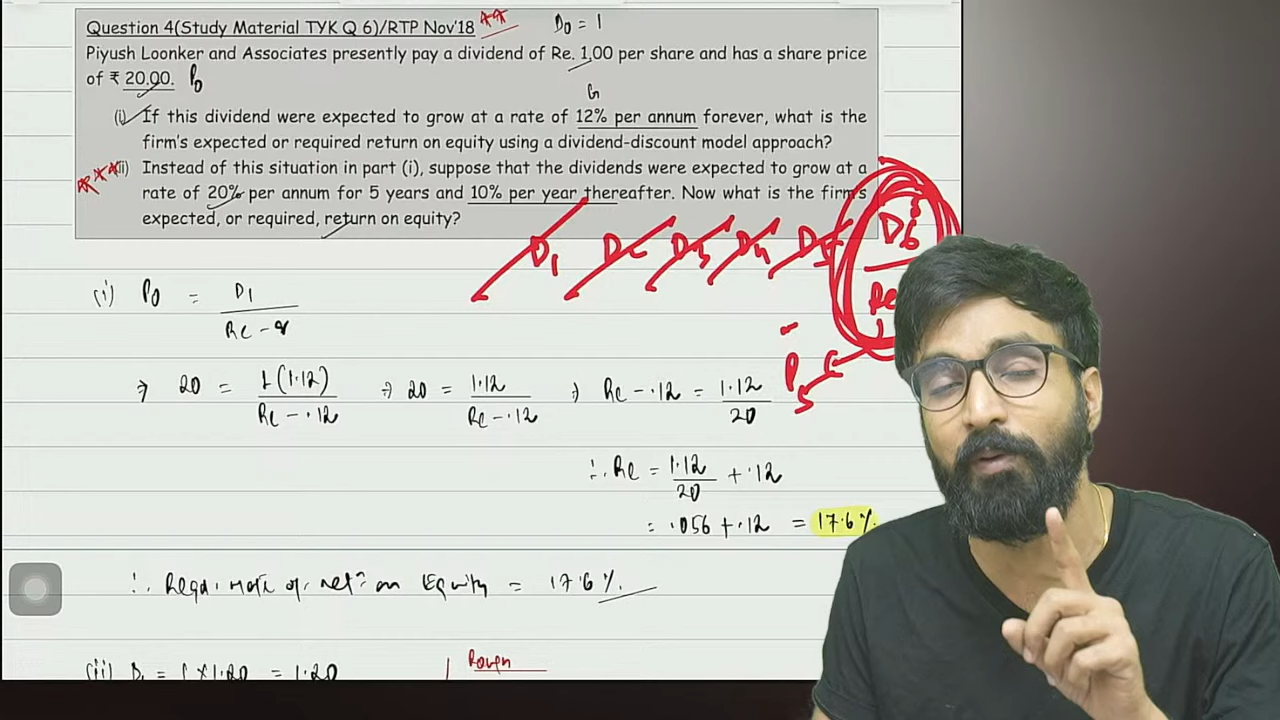 Question 4(Study Material TYK Q 6)/RTP Nov'18 D₀ = 1
Piyush Loonker and Associates presently pay a dividend of Re. 1.00 per share and has a share price
of ₹ 20.00. P₀
G
(i) If this dividend were expected to grow at a rate of 12% per annum forever, what is the
firm's expected or required return on equity using a dividend-discount model approach?
(ii) Instead of this situation in part (i), suppose that the dividends were expected to grow at a
rate of 20% per annum for 5 years and 10% per year thereafter. Now what is the firm's
expected, or required, return on equity?
D₁ D₂ D₃ D₄ D₅ D₆
Re
P₅
(i) P₀ = D₁ / Re - g
⇒ 20 = 1(1.12) / Re - .12 ⇒ 20 = 1.12 / Re - .12 ⇒ Re - .12 = 1.12 / 20
∴ Re = 1.12 / 20 + .12
= .056 + .12 = 17.6%.
∴ Reqd. rate of retn on Equity = 17.6%.
(ii) D₁ = 1 x 1.20 = 1.20 Rough